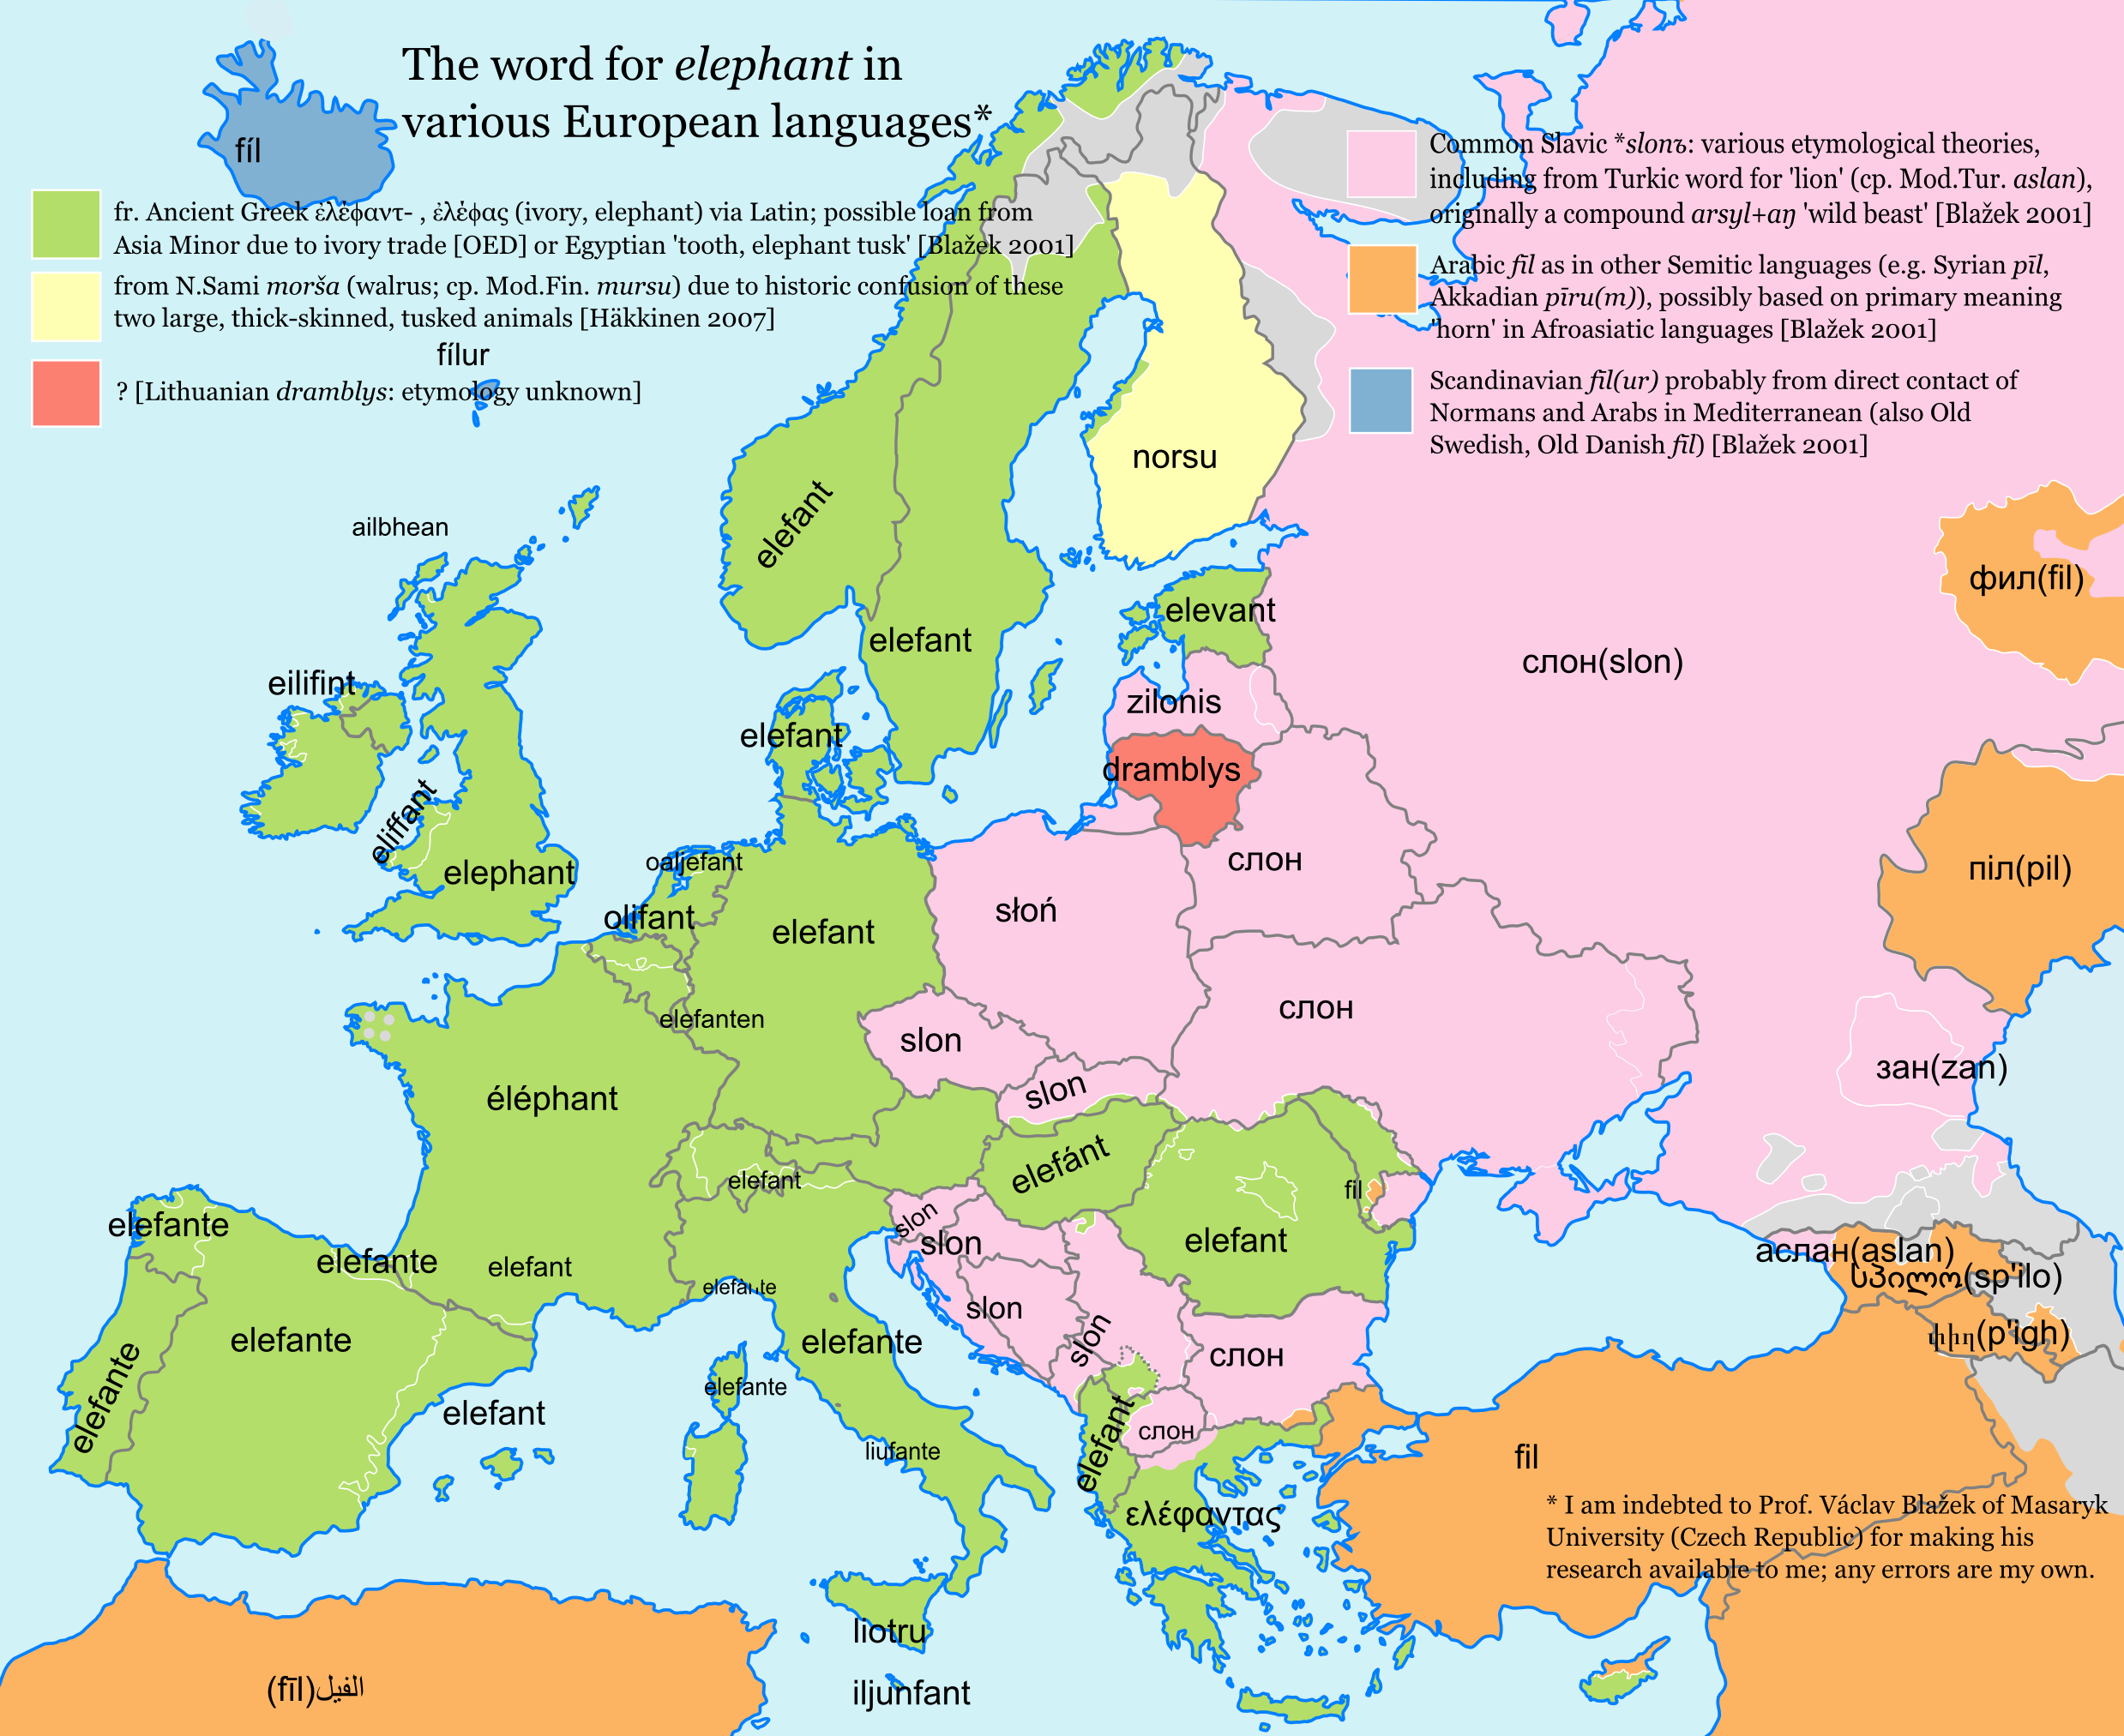 The word for elephant in
various European languages*
fíl
fr. Ancient Greek ἐλέφαντ- , ἐλέφας (ivory, elephant) via Latin; possible loan from
Asia Minor due to ivory trade [OED] or Egyptian 'tooth, elephant tusk' [Blažek 2001]
from N.Sami morša (walrus; cp. Mod.Fin. mursu) due to historic confusion of these
two large, thick-skinned, tusked animals [Häkkinen 2007]
fílur
? [Lithuanian dramblys: etymology unknown]
Common Slavic *slonъ: various etymological theories,
including from Turkic word for 'lion' (cp. Mod.Tur. aslan),
originally a compound arsyl+aŋ 'wild beast' [Blažek 2001]
Arabic fīl as in other Semitic languages (e.g. Syrian pīl,
Akkadian pīru(m)), possibly based on primary meaning
'horn' in Afroasiatic languages [Blažek 2001]
Scandinavian fīl(ur) probably from direct contact of
Normans and Arabs in Mediterranean (also Old
Swedish, Old Danish fīl) [Blažek 2001]
norsu
elefant
ailbhean
фил(fil)
elevant
elefant
слон(slon)
eilifint
zilonis
elefant
dramblys
eliffant
oaljefant
слон
піл(pil)
elephant
olifant
słoń
elefant
слон
elefanten
slon
зан(zan)
slon
éléphant
elefánt
elefant
fil
elefante
slon
slon
elefant
аслан(aslan)
elefante
elefant
სპილო(sp'ilo)
elefante
slon
փիղ(p'igh)
elefante
elefante
slon
слон
elefante
elefante
elefant
elefant
слон
liufante
fil
ελέφαντας
* I am indebted to Prof. Václav Blažek of Masaryk
University (Czech Republic) for making his
research available to me; any errors are my own.
liotru
(fīl)الفيل
iljunfant